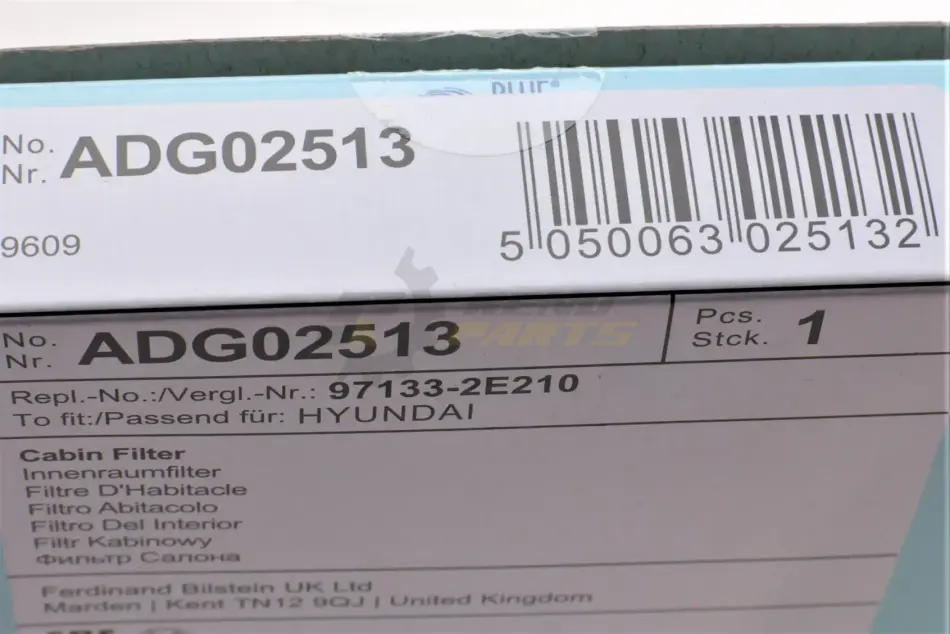 BLUE
No.
Nr. ADG02513
9609
5 050063 025132
No.
Nr. ADG02513
Pcs.
Stck. 1
Repl.-No.:/Vergl.-Nr.: 97133-2E210
To fit:/Passend für: HYUNDAI
Cabin Filter
Innenraumfilter
Filtre D'Habitacle
Filtro Abitacolo
Filtro Del Interior
Filtr Kabinowy
Фильтр Салона
Ferdinand Bilstein UK Ltd
Marden | Kent TN12 9QJ | United Kingdom
PARTS